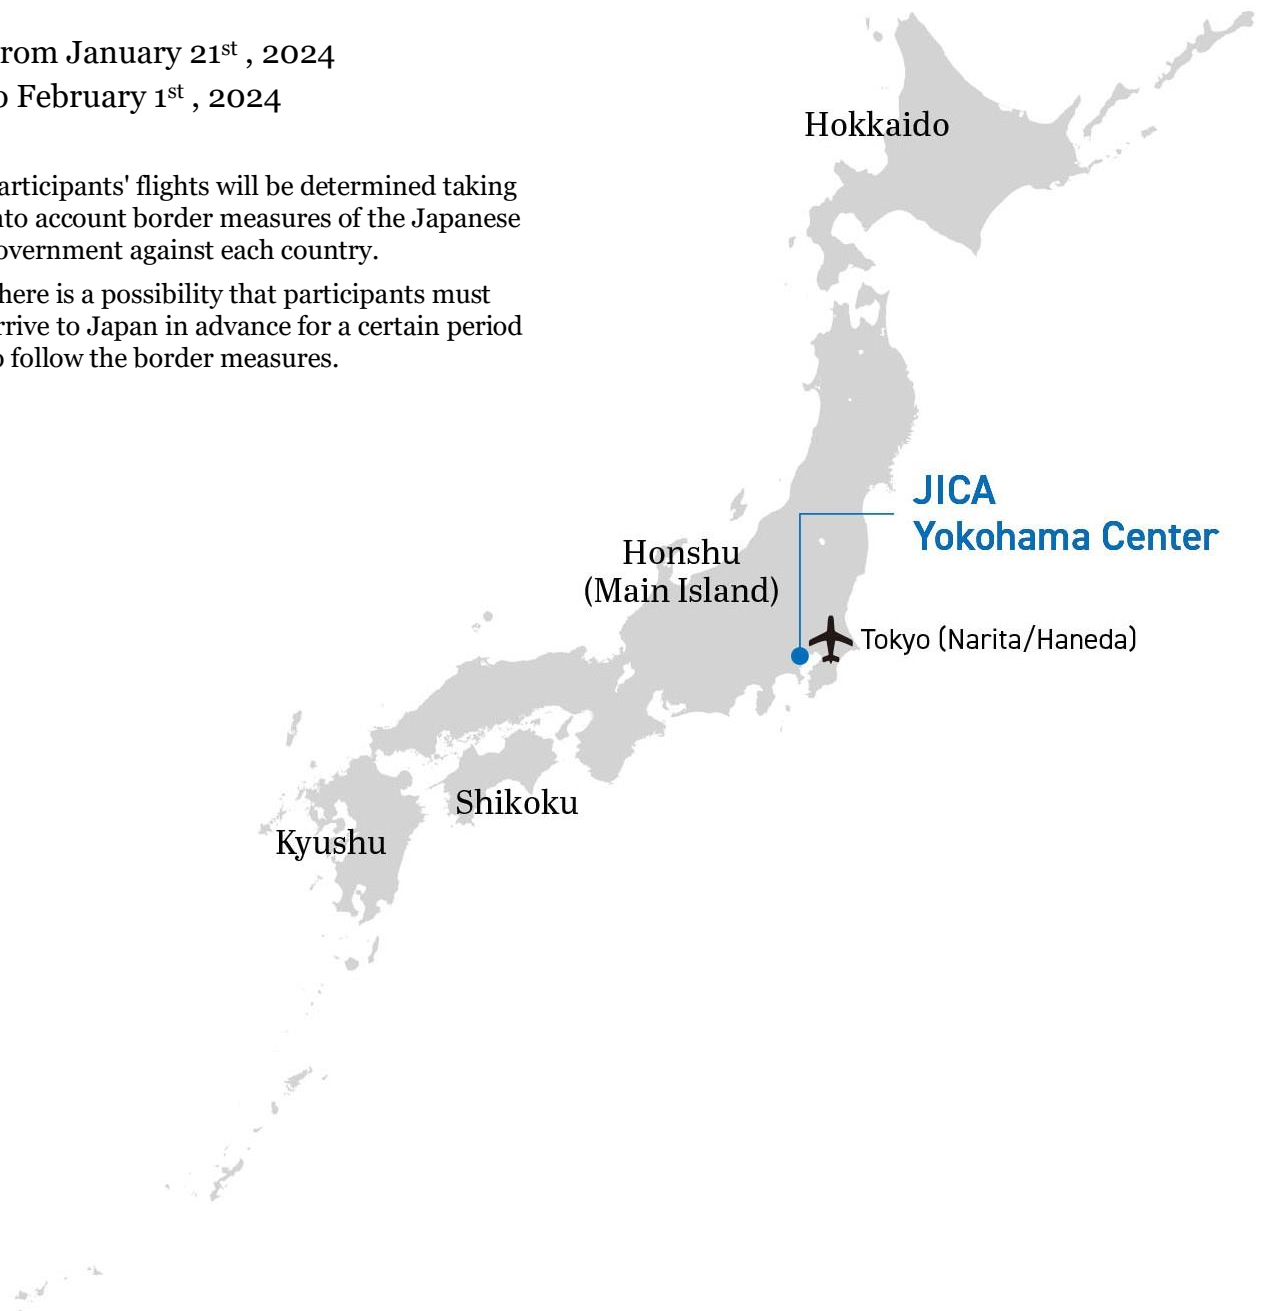 rom January 21st , 2024
o February 1st , 2024
articipants' flights will be determined taking
nto account border measures of the Japanese
overnment against each country.
here is a possibility that participants must
rrive to Japan in advance for a certain period
o follow the border measures.
Hokkaido
JICA
Yokohama Center
Honshu
(Main Island)
Tokyo (Narita/Haneda)
Shikoku
Kyushu